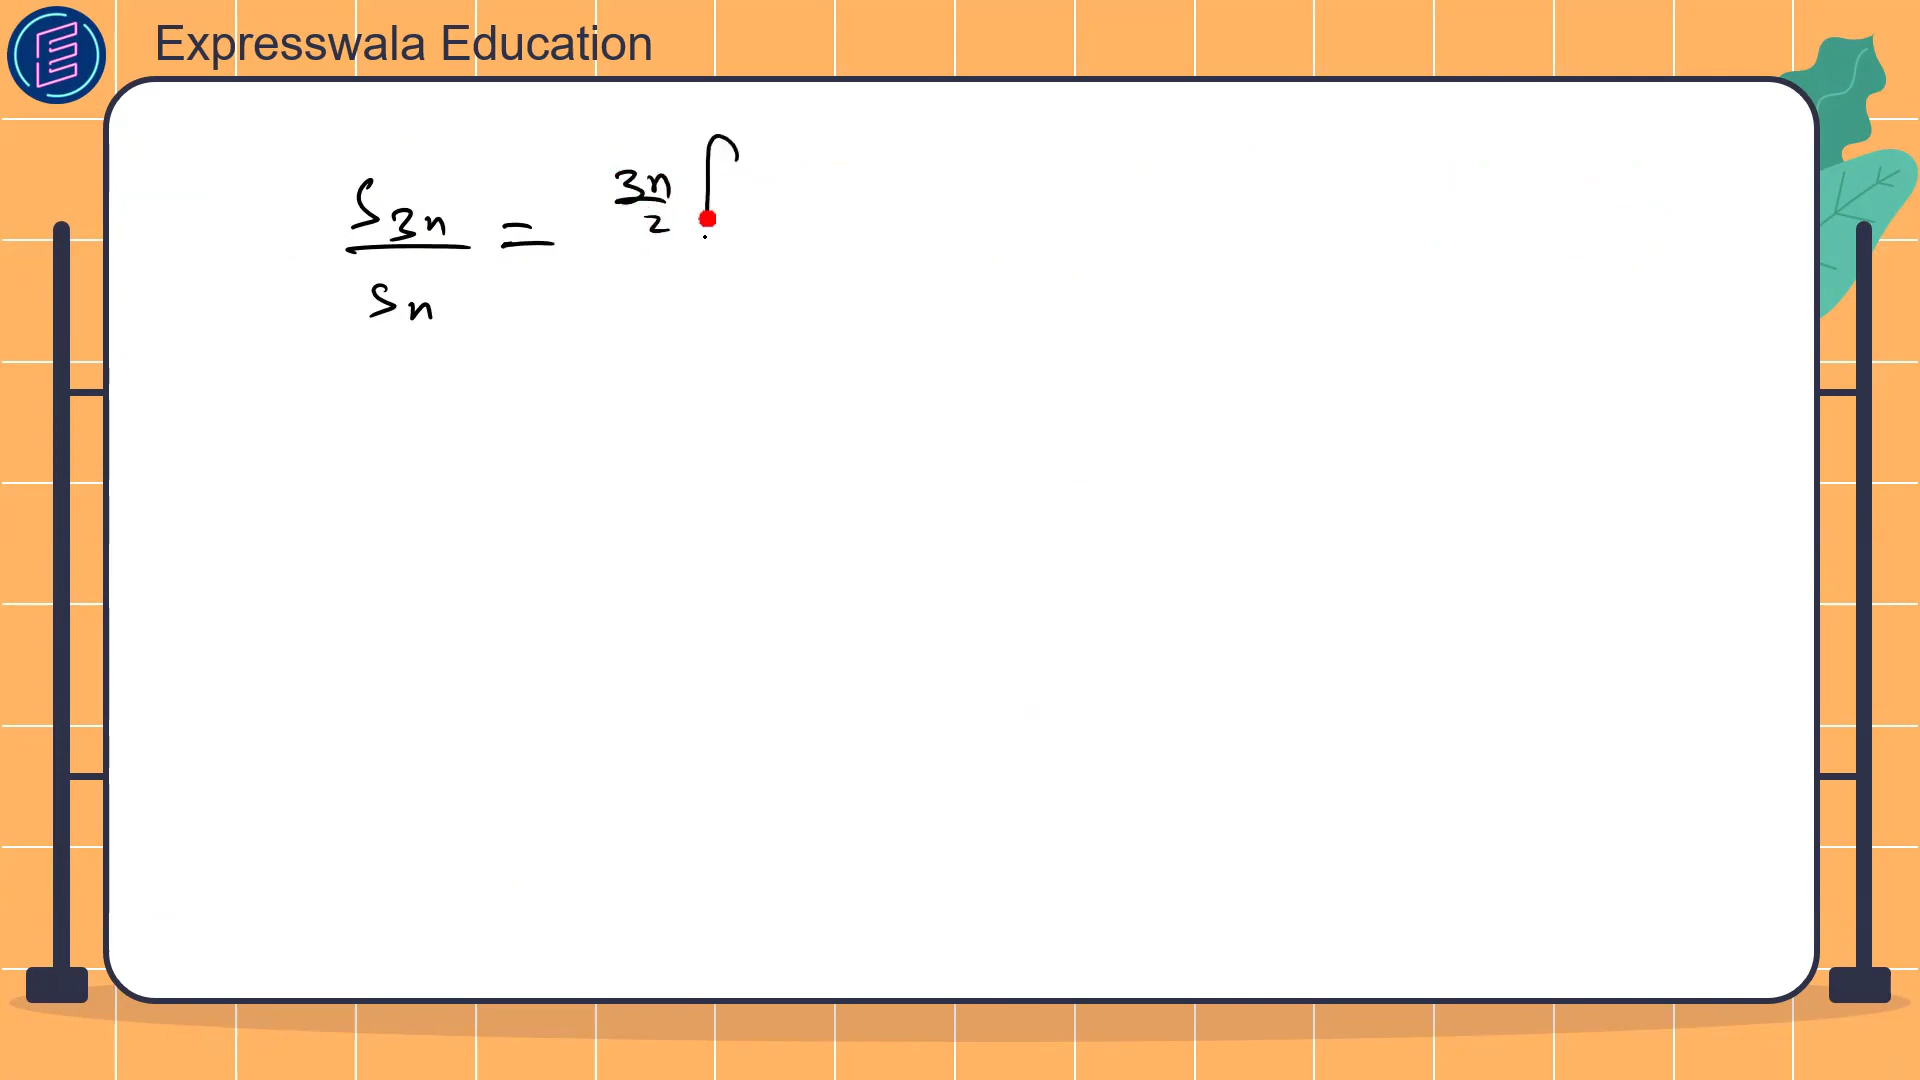 Expresswala Education
S3n/Sn = 3n/2 [